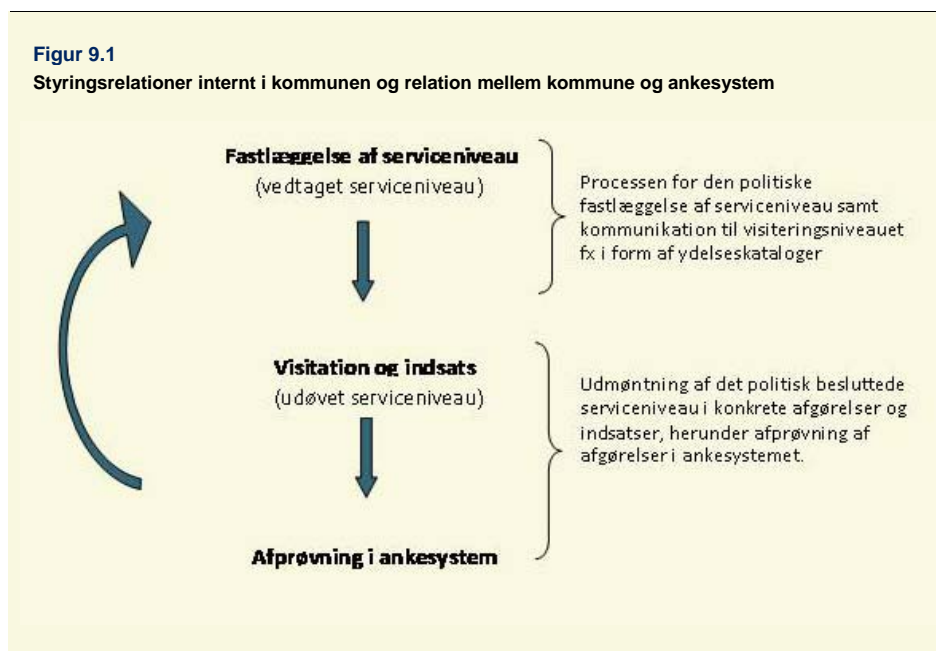 Figur 9.1
Styringsrelationer internt i kommunen og relation mellem kommune og ankesystem
Fastlæggelse af serviceniveau
(vedtaget serviceniveau)
Processen for den politiske
fastlæggelse af serviceniveau samt
kommunikation til visiteringsniveauet
fx i form af ydelseskataloger
Visitation og indsats
(udøvet serviceniveau)
Udmøntning af det politisk besluttede
serviceniveau i konkrete afgørelser og
indsatser, herunder afprøvning af
afgørelser i ankesystemet.
Afprøvning i ankesystem